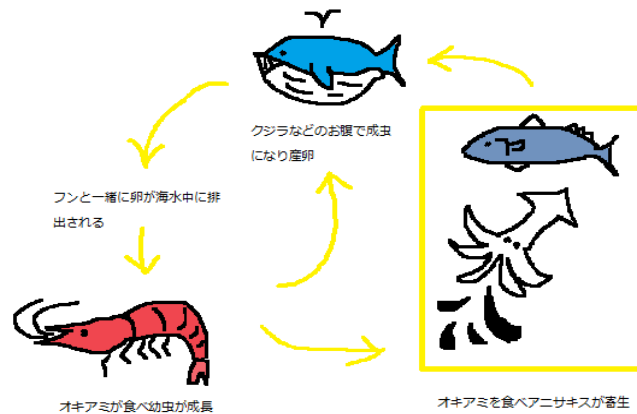 クジラなどのお腹で成虫
になり産卵
フンと一緒に卵が海水中に排
出される
オキアミが食べ幼虫が成長
オキアミを食べアニサキスが寄生